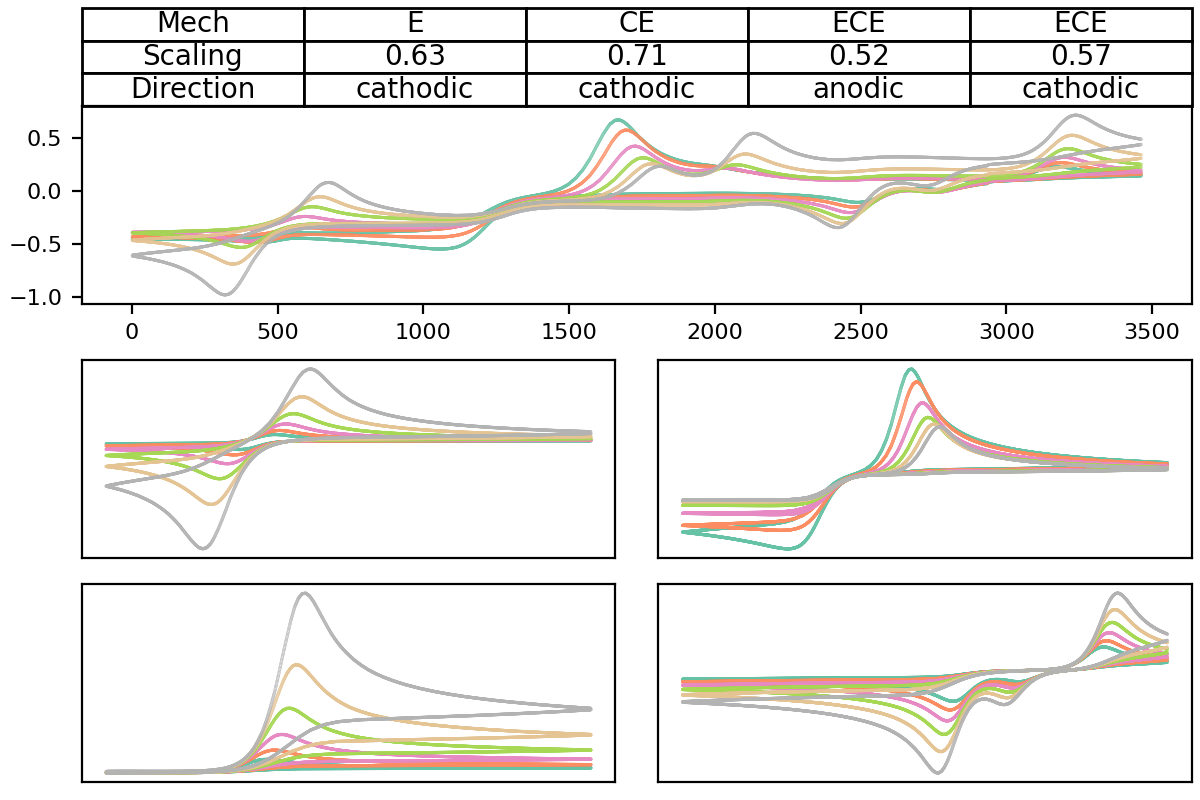 Mech E CE ECE ECE
Scaling 0.63 0.71 0.52 0.57
Direction cathodic cathodic anodic cathodic
0.5
0.0
−0.5
−1.0
0 500 1000 1500 2000 2500 3000 3500